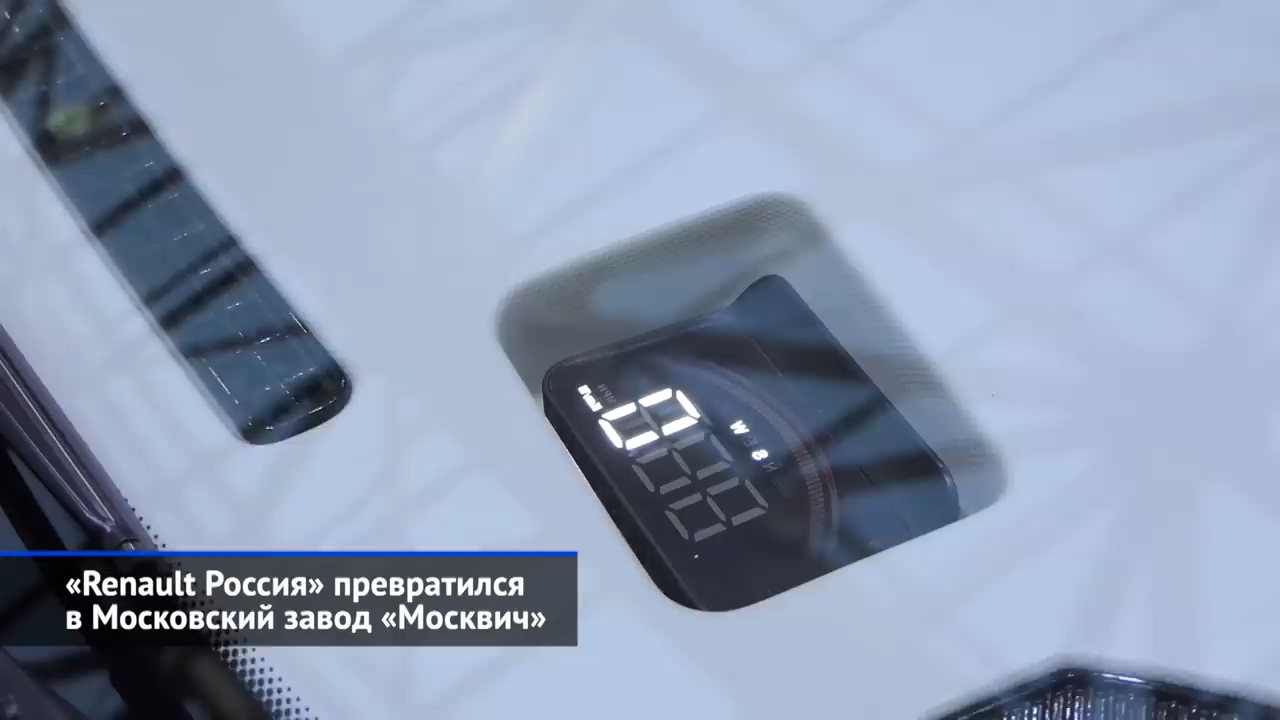 «Renault Россия» превратился
в Московский завод «Москвич»